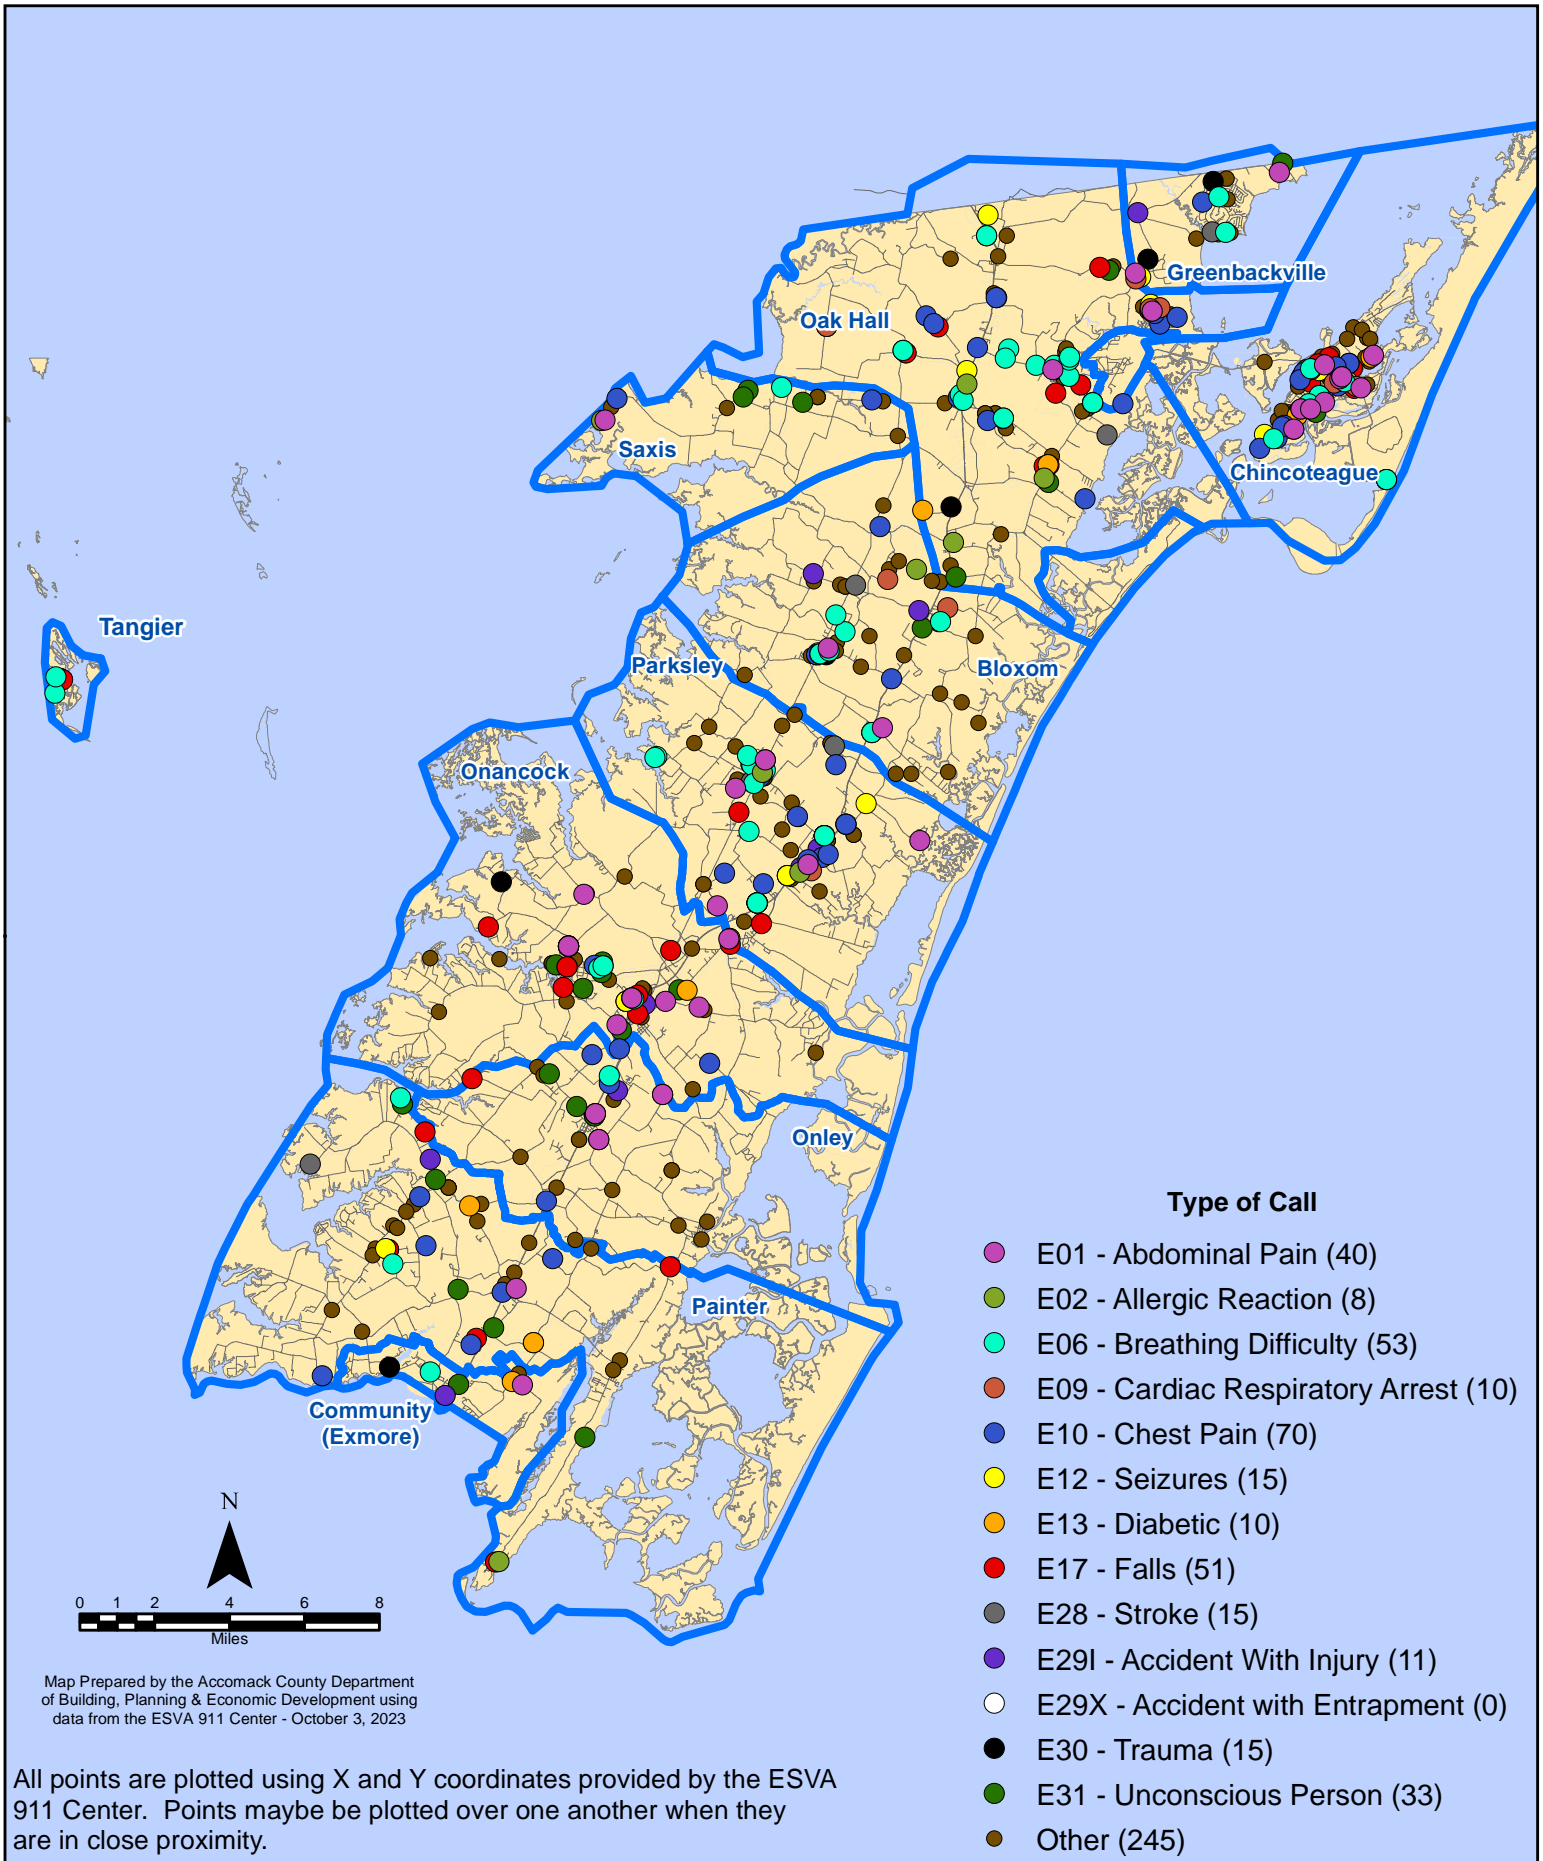 Greenbackville
Oak Hall
Saxis
Chincoteague
Tangier
Parksley
Bloxom
Onancock
Onley
Painter
Community
(Exmore)
Type of Call
E01 - Abdominal Pain (40)
E02 - Allergic Reaction (8)
E06 - Breathing Difficulty (53)
E09 - Cardiac Respiratory Arrest (10)
E10 - Chest Pain (70)
E12 - Seizures (15)
E13 - Diabetic (10)
E17 - Falls (51)
E28 - Stroke (15)
E29I - Accident With Injury (11)
E29X - Accident with Entrapment (0)
E30 - Trauma (15)
E31 - Unconscious Person (33)
Other (245)
N
0 1 2 4 6 8
Miles
Map Prepared by the Accomack County Department
of Building, Planning & Economic Development using
data from the ESVA 911 Center - October 3, 2023
All points are plotted using X and Y coordinates provided by the ESVA
911 Center.  Points maybe be plotted over one another when they
are in close proximity.